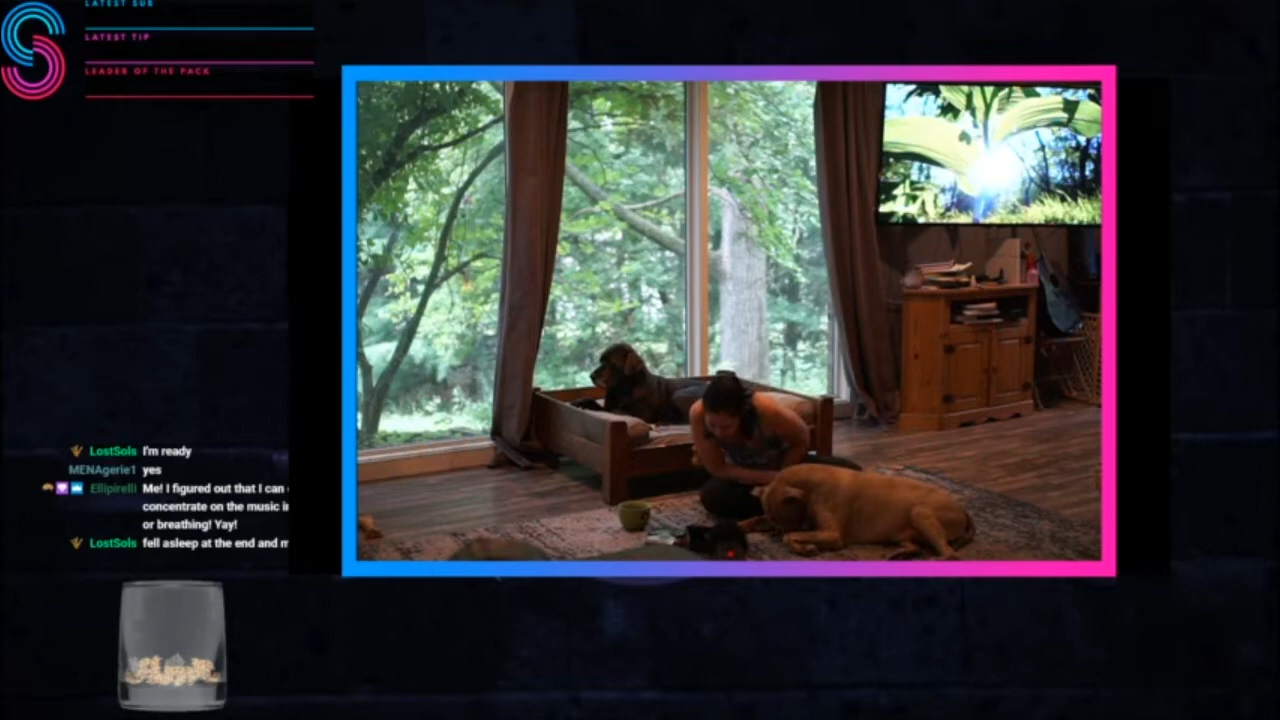 LATEST SUB
LATEST TIP
LEADER OF THE PACK
LostSols I'm ready
MENAgerie1 yes
Ellipirelli Me! I figured out that I can
concentrate on the music
or breathing! Yay!
LostSols fell asleep at the end and